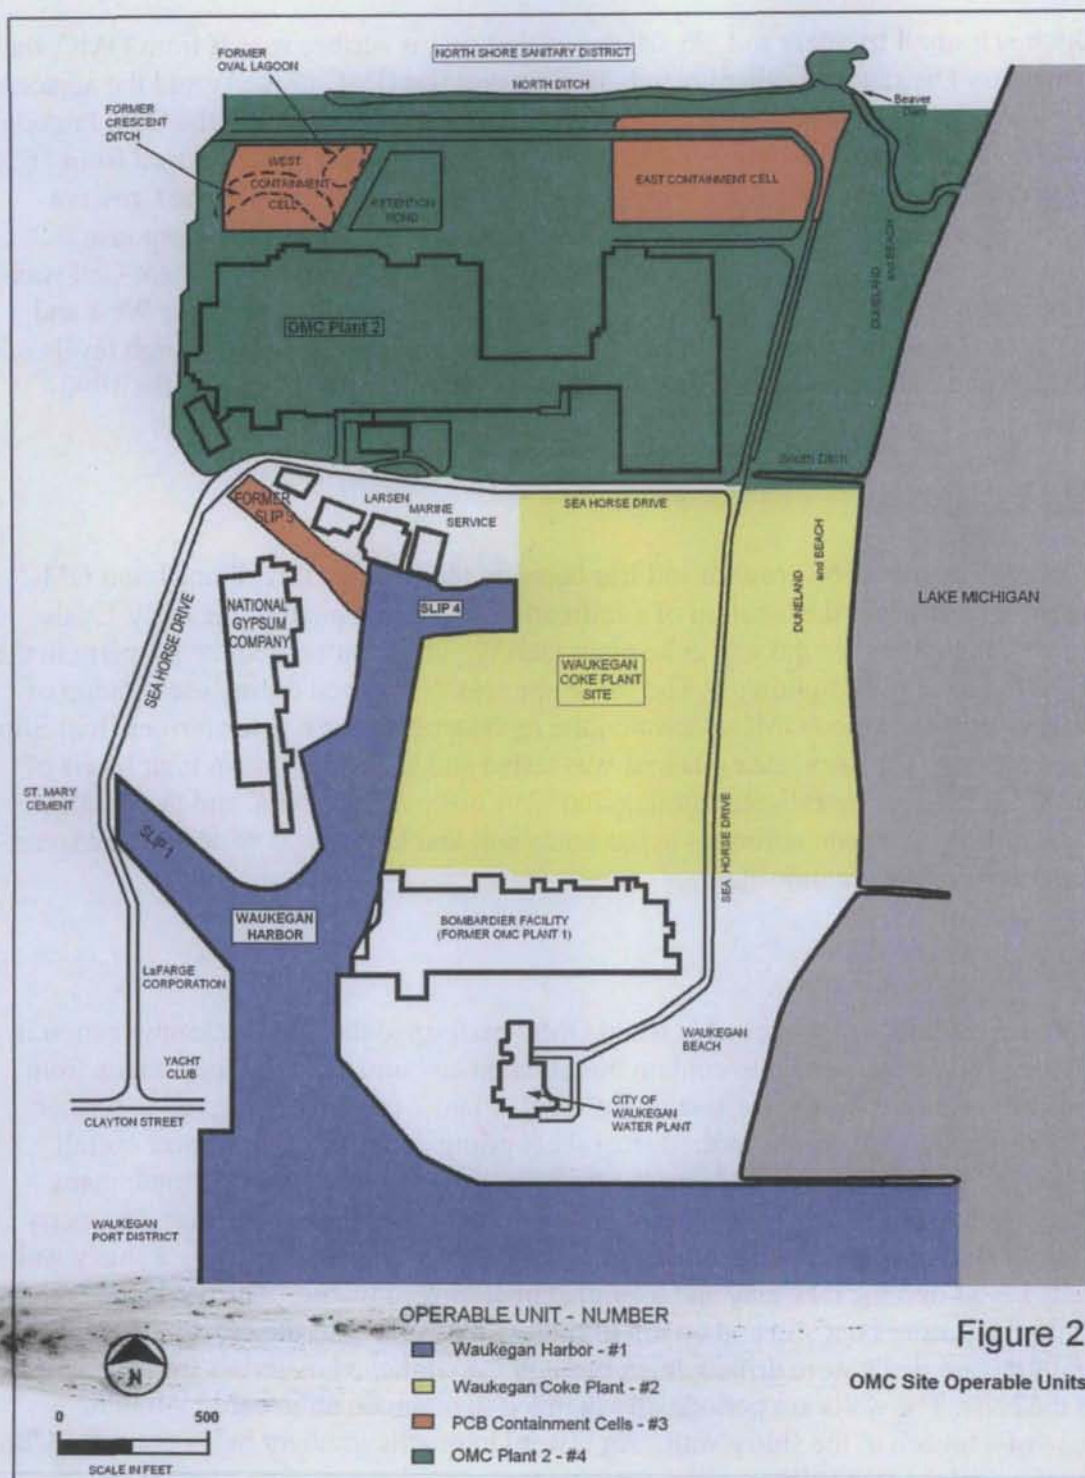 NORTH SHORE SANITARY DISTRICT
NORTH DITCH
FORMER
OVAL LAGOON
FORMER
CRESCENT
DITCH
Beaver
Dam
WEST
CONTAINMENT
CELL
RETENTION
POND
EAST CONTAINMENT CELL
DUNELAND
and BEACH
OMC Plant 2
South Ditch
FORMER
SLIP 3
LARSEN
MARINE
SERVICE
SEA HORSE DRIVE
DUNELAND
and BEACH
LAKE MICHIGAN
NATIONAL
GYPSUM
COMPANY
SLIP 4
SEA HORSE DRIVE
WAUKEGAN
COKE PLANT
SITE
ST. MARY
CEMENT
SLIP 1
SEA HORSE DRIVE
WAUKEGAN
HARBOR
BOMBARDIER FACILITY
(FORMER OMC PLANT 1)
LaFARGE
CORPORATION
WAUKEGAN
BEACH
YACHT
CLUB
CLAYTON STREET
CITY OF
WAUKEGAN
WATER PLANT
WAUKEGAN
PORT DISTRICT
OPERABLE UNIT - NUMBER
Waukegan Harbor - #1
Waukegan Coke Plant - #2
PCB Containment Cells - #3
OMC Plant 2 - #4
N
0 500
SCALE IN FEET
Figure 2
OMC Site Operable Units